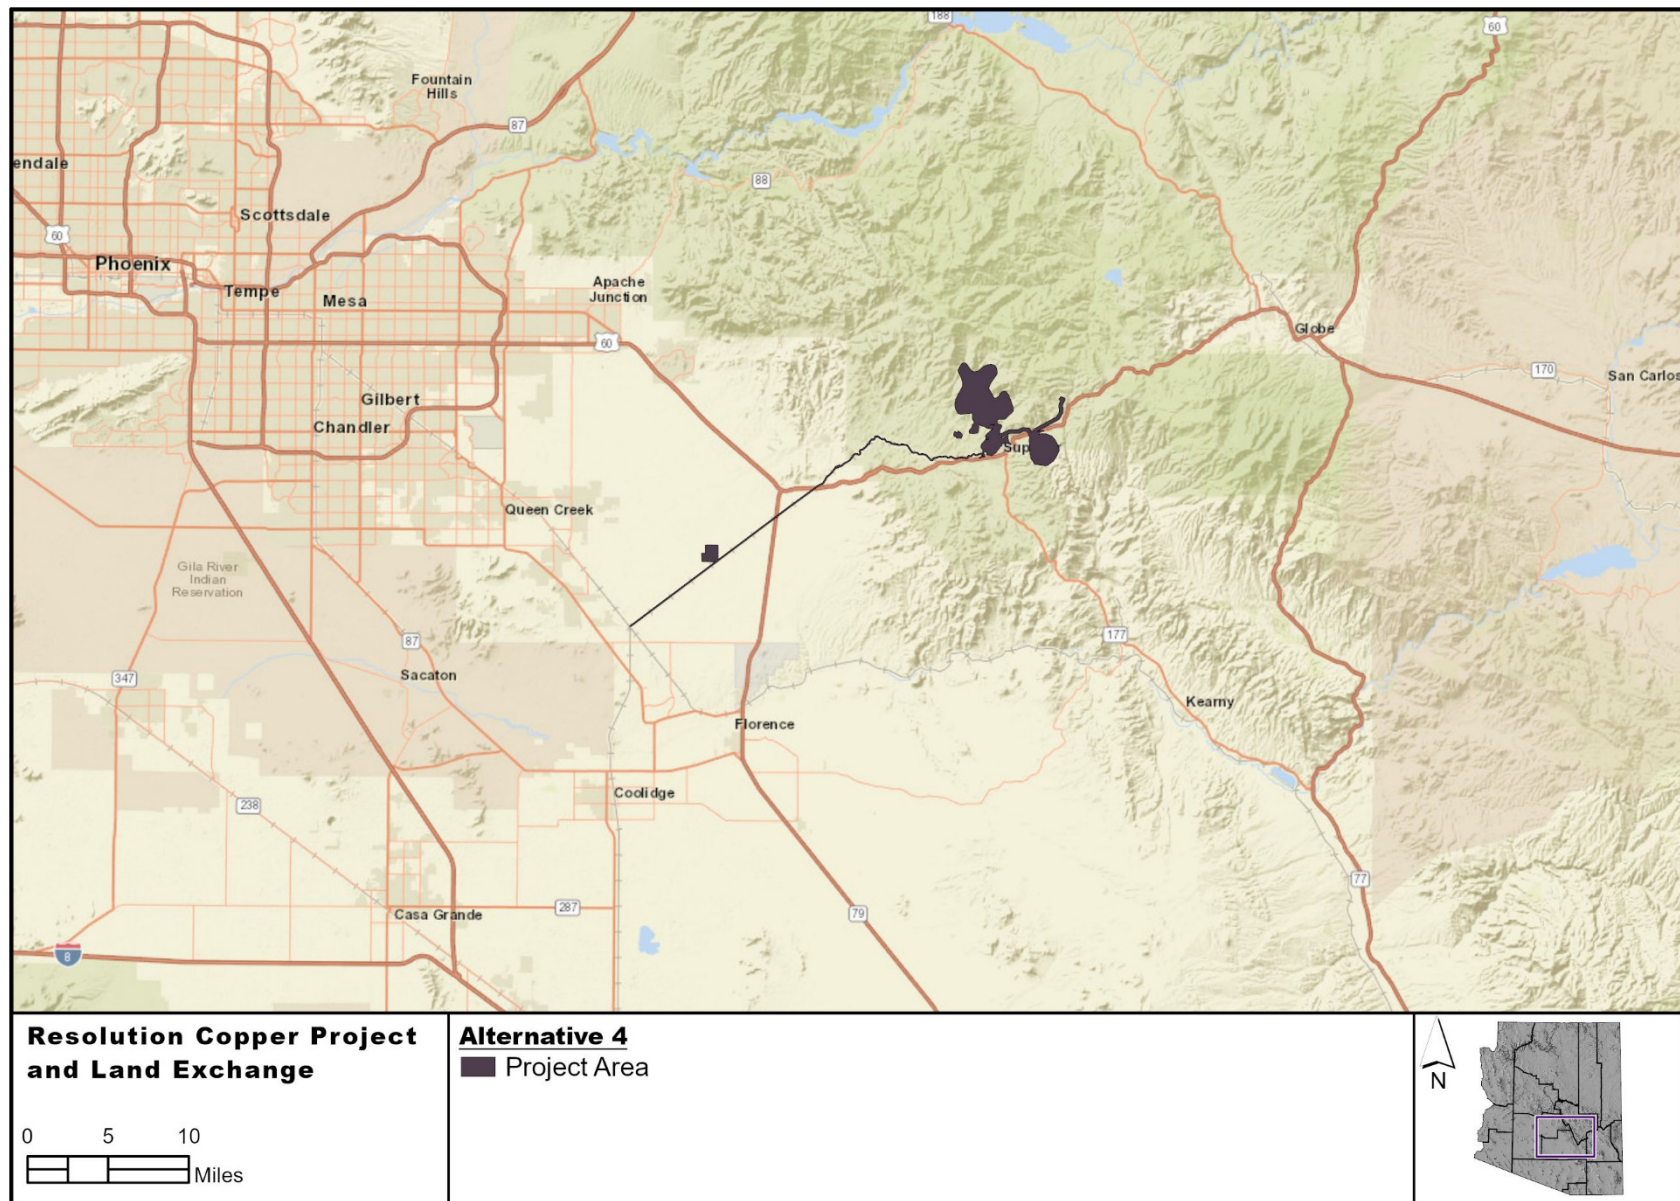 188
60
Fountain
Hills
87
endale
88
Scottsdale
60
Phoenix
Tempe
Mesa
Apache
Junction
60
Globe
170
San Carlos
Gilbert
Chandler
Sup
Queen Creek
Gila River
Indian
Reservation
87
177
347
Sacaton
Kearny
Florence
238
Coolidge
77
Casa Grande
287
79
8
Resolution Copper Project
and Land Exchange
0 5 10
Miles
Alternative 4
Project Area
N